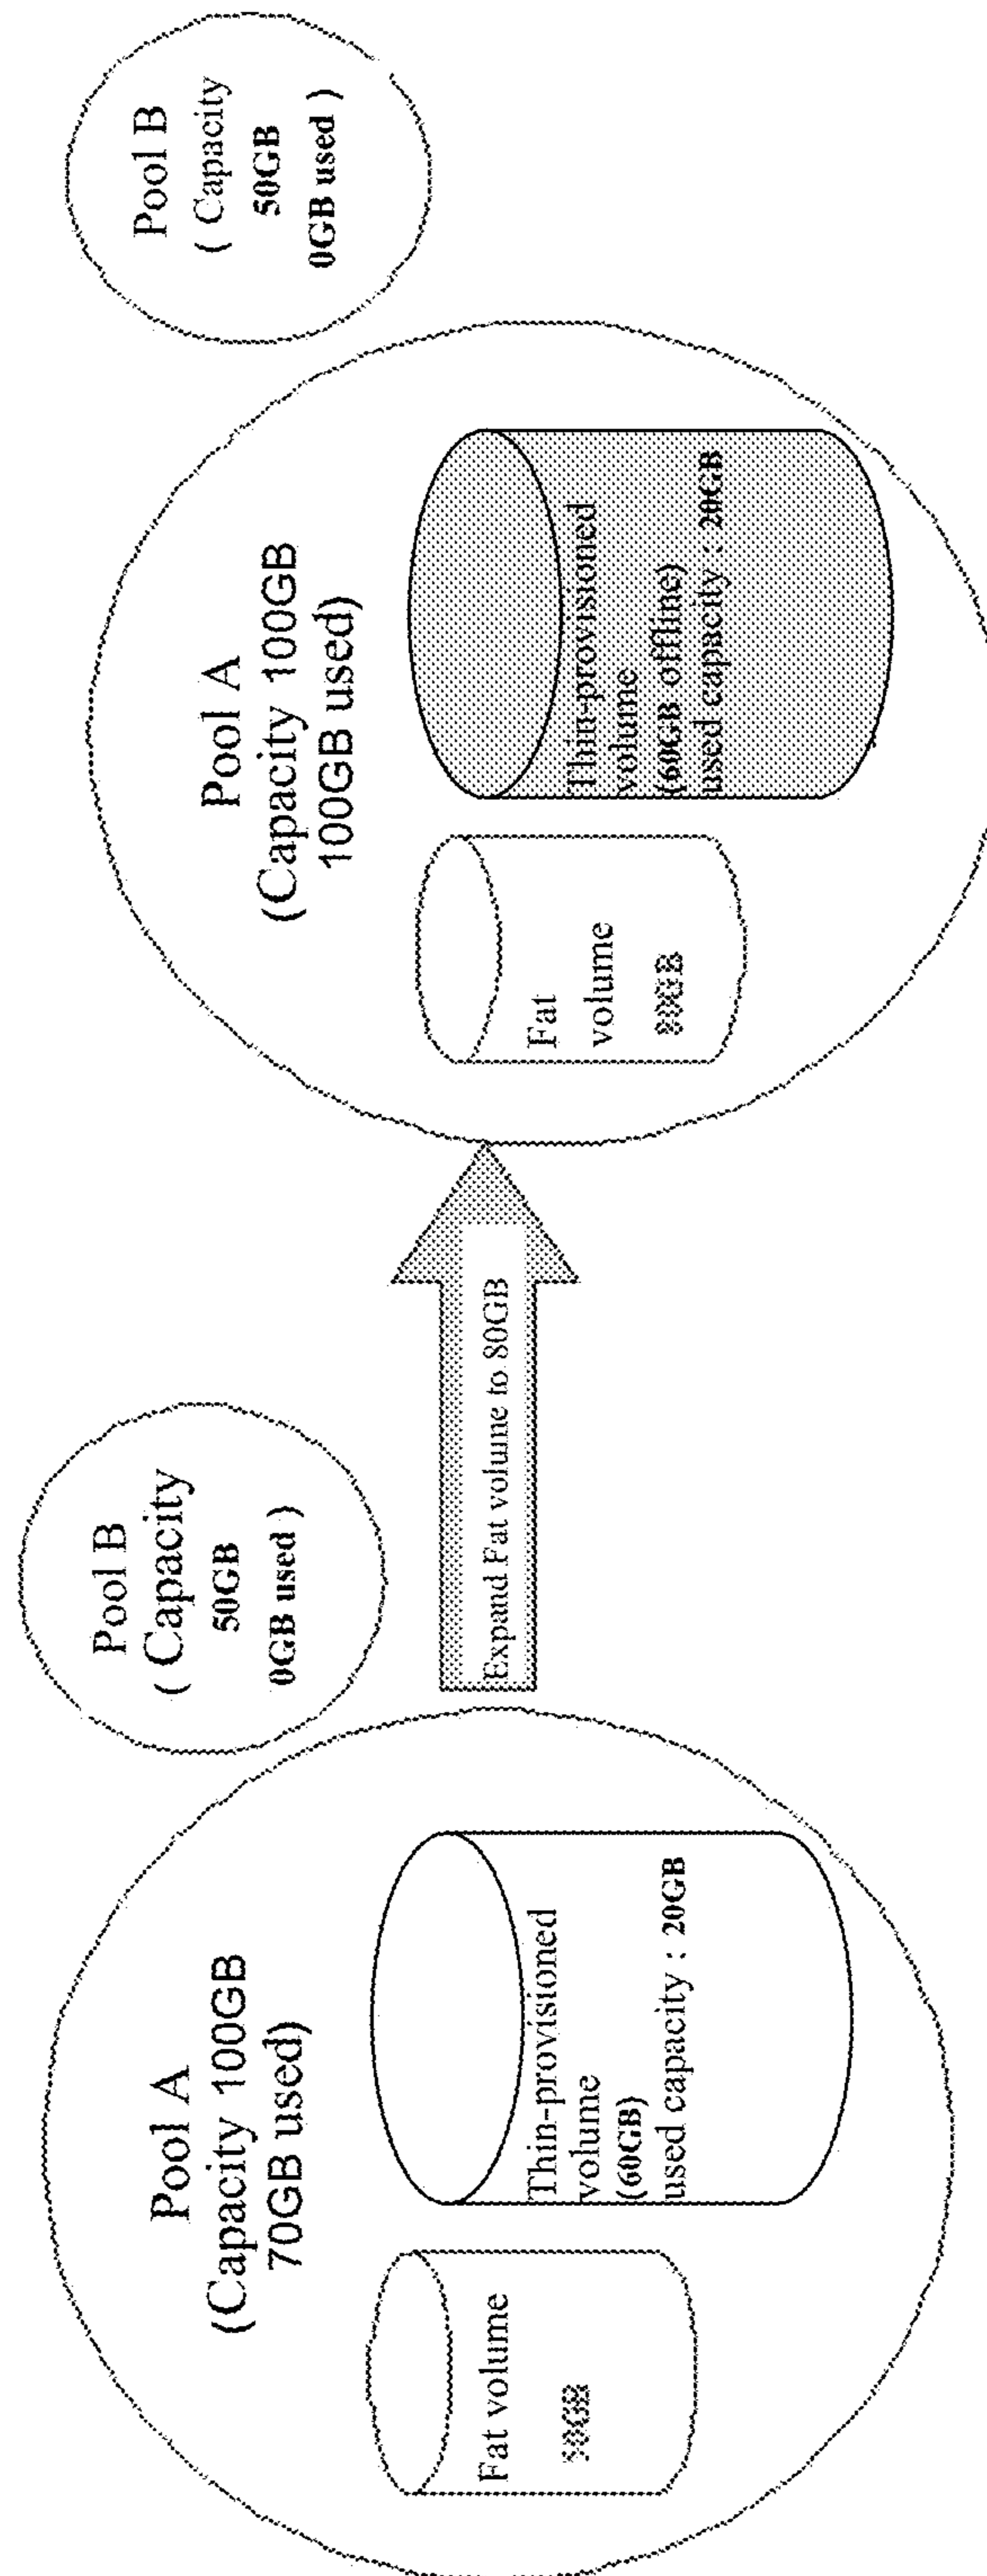 Pool A
(Capacity 100GB
70GB used)
Fat volume
50GB
Thin-provisioned
volume
(60GB)
used capacity : 20GB
Pool B
( Capacity
50GB
0GB used )
Expand Fat volume to 80GB
Pool A
(Capacity 100GB
100GB used)
Fat
volume
80GB
Thin-provisioned
volume
(60GB offline)
used capacity : 20GB
Pool B
( Capacity
50GB
0GB used )